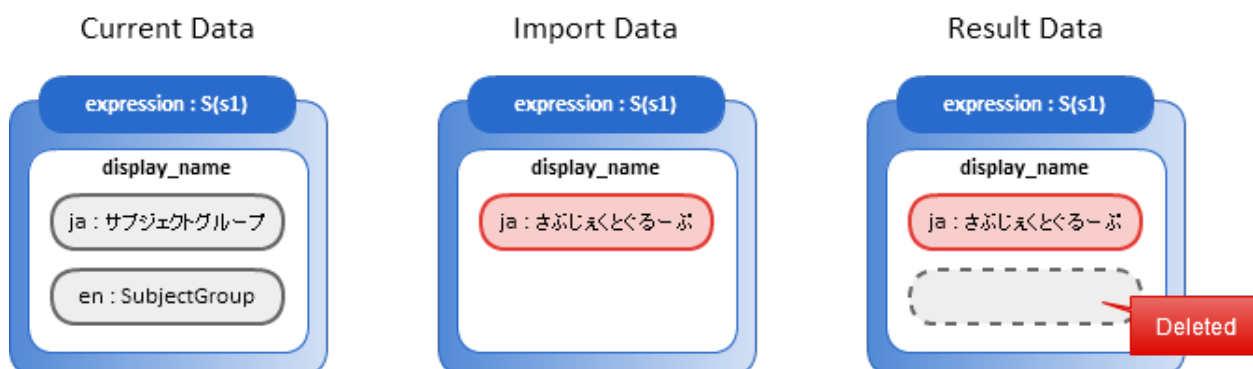 Current Data
Import Data
Result Data
expression : S(s1)
expression : S(s1)
expression : S(s1)
display_name
display_name
display_name
ja : サブジェクトグループ
ja : さぶじぇくとぐるーぷ
ja : さぶじぇくとぐるーぷ
en : SubjectGroup
Deleted